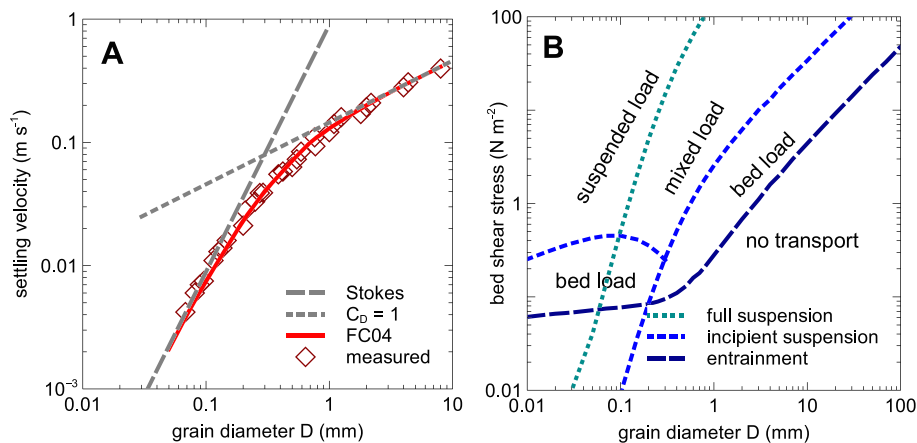 A
settling velocity (m s⁻¹)
1
0.1
0.01
10⁻³
0.01
0.1
1
10
grain diameter D (mm)
Stokes
C_D = 1
FC04
measured
B
bed shear stress (N m⁻²)
100
1
0.01
0.01
0.1
1
10
100
grain diameter D (mm)
suspended load
mixed load
bed load
no transport
bed load
full suspension
incipient suspension
entrainment